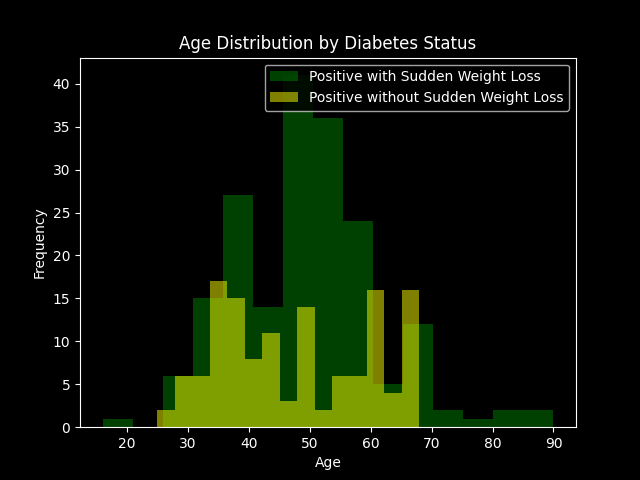 Age Distribution by Diabetes Status
Positive with Sudden Weight Loss
Positive without Sudden Weight Loss
40
35
30
25
20
15
10
5
0
Frequency
20 30 40 50 60 70 80 90
Age